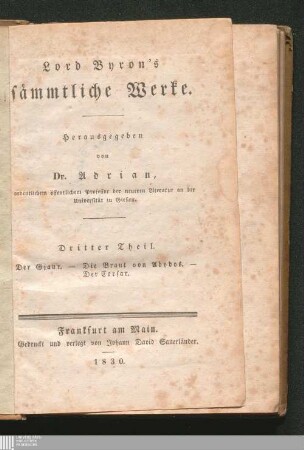 Lord Byron's
sämmtliche Werke.
Herausgegeben
von
Dr. Adrian,
ordentlichem öffentlichem Professor der neueren Literatur an der
Universität in Gießen.
Dritter Theil.
Der Giaur. — Die Braut von Abydos. —
Der Corsar.
Frankfurt am Main.
Gedruckt und verlegt von Johann David Sauerländer.
1830.